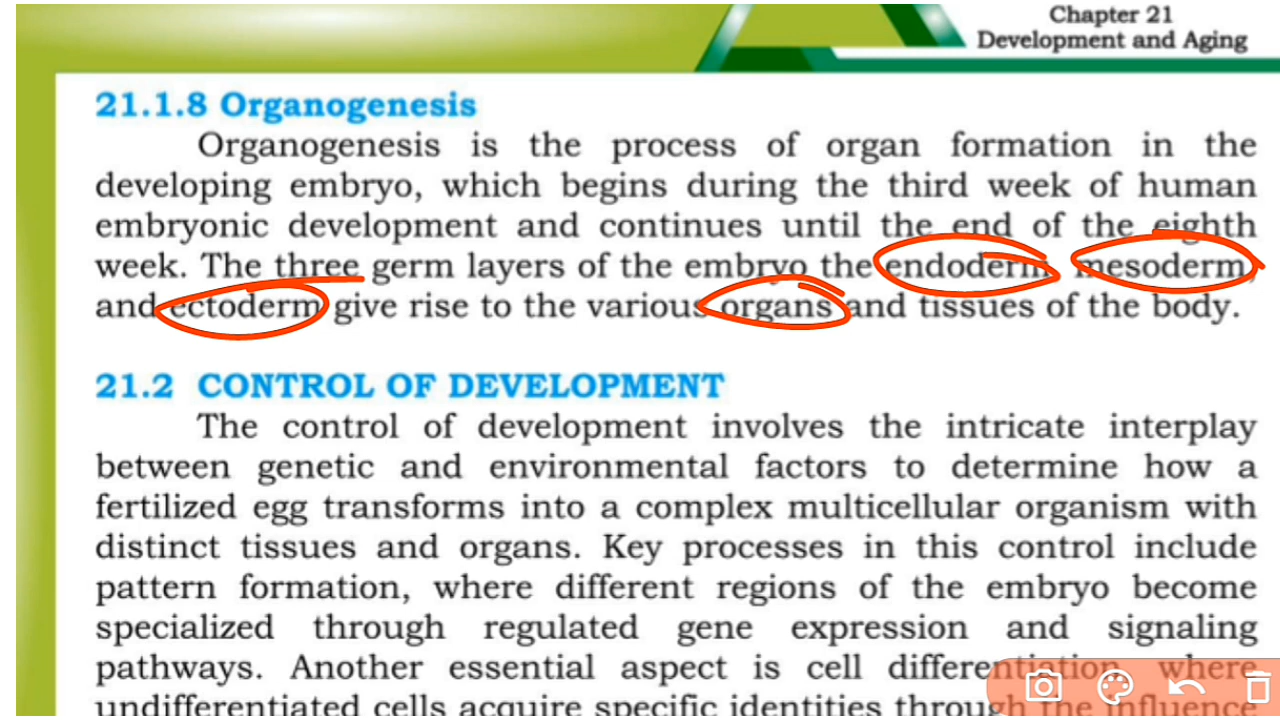 Chapter 21
Development and Aging
21.1.8 Organogenesis
Organogenesis is the process of organ formation in the
developing embryo, which begins during the third week of human
embryonic development and continues until the end of the eighth
week. The three germ layers of the embryo the endoderm mesoderm,
and ectoderm give rise to the various organs and tissues of the body.
21.2 CONTROL OF DEVELOPMENT
The control of development involves the intricate interplay
between genetic and environmental factors to determine how a
fertilized egg transforms into a complex multicellular organism with
distinct tissues and organs. Key processes in this control include
pattern formation, where different regions of the embryo become
specialized through regulated gene expression and signaling
pathways. Another essential aspect is cell differentiation, where
undifferentiated cells acquire specific identities through the influence